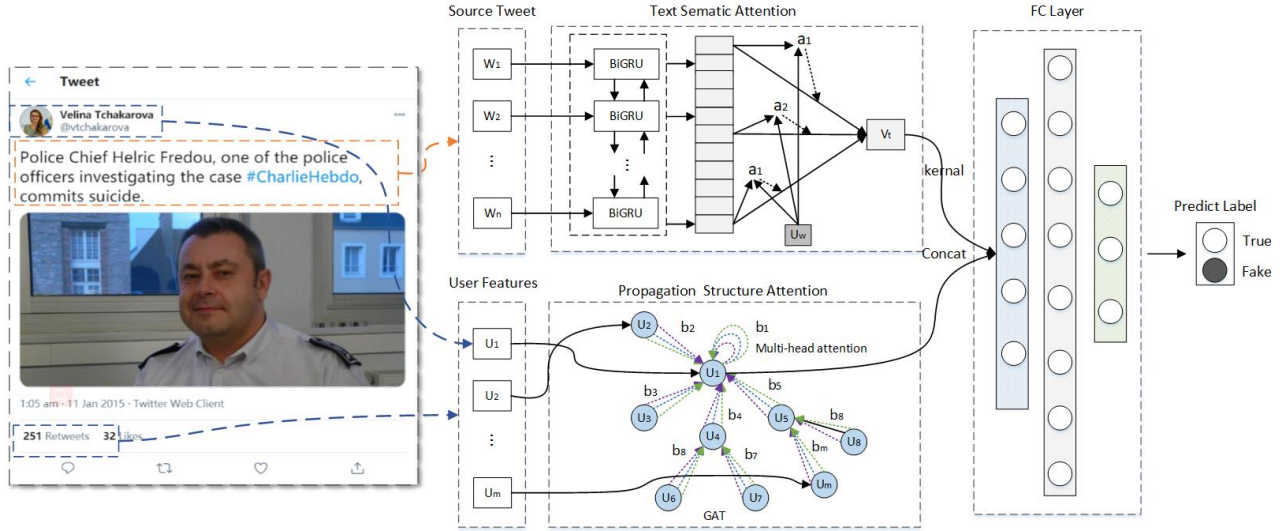 Source Tweet
Text Sematic Attention
FC Layer
Tweet
Velina Tchakarova
@vtchakarova
Police Chief Helric Fredou, one of the police
officers investigating the case #CharlieHebdo,
commits suicide.
1:05 am · 11 Jan 2015 · Twitter Web Client
251 Retweets 32 Likes
W1
W2
Wn
BiGRU
BiGRU
BiGRU
a1
a2
a1
Uw
Vt
kernal
Concat
Predict Label
True
Fake
User Features
Propagation Structure Attention
U1
U2
Um
U2
b2
b1
Multi-head attention
U1
b3
b5
U3
b4
U5
b8
U4
U8
b8
b7
bm
U6
U7
Um
GAT